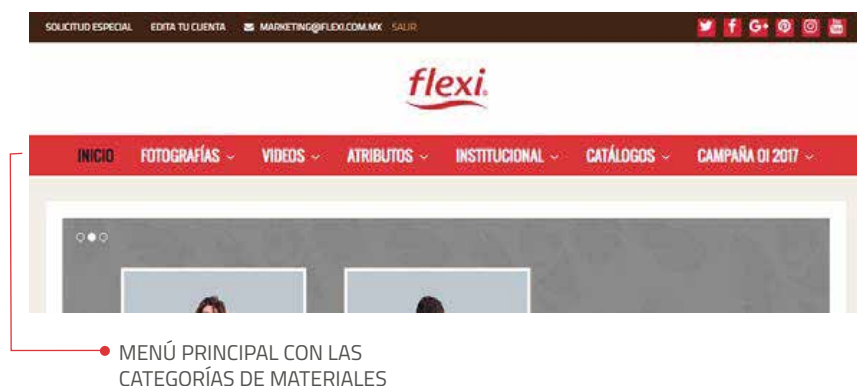 SOLICITUD ESPECIAL EDITA TU CUENTA MARKETING@FLEXI.COM.MX SALIR
flexi
INICIO FOTOGRAFÍAS VIDEOS ATRIBUTOS INSTITUCIONAL CATÁLOGOS CAMPAÑA OI 2017
MENÚ PRINCIPAL CON LAS
CATEGORÍAS DE MATERIALES